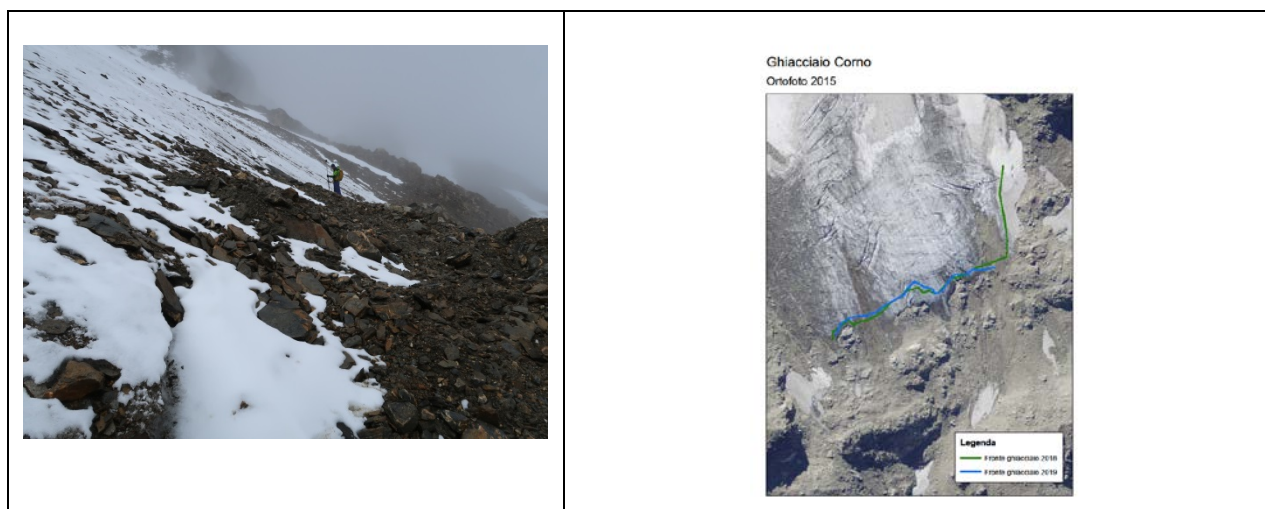 Ghiacciaio Corno
Ortofoto 2015
Legenda
Fronte ghiacciaio 2018
Fronte ghiacciaio 2019